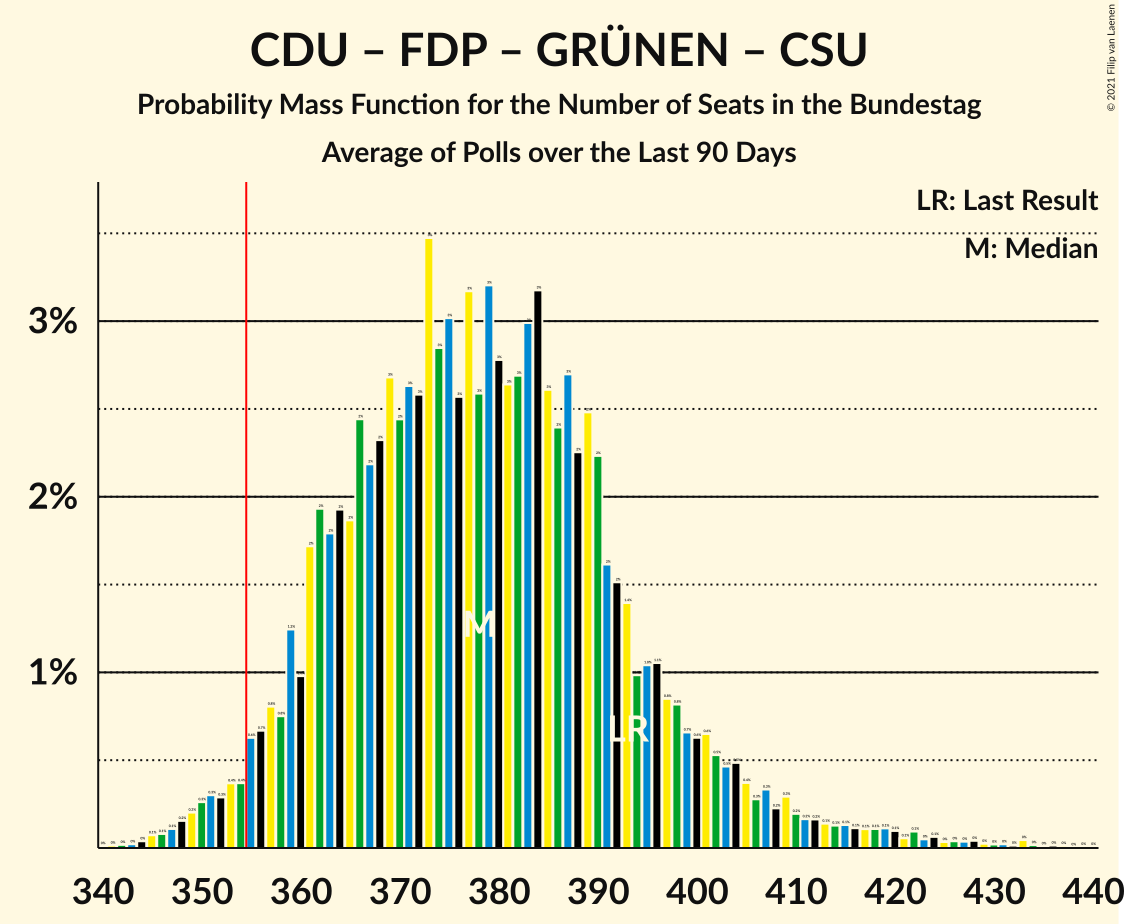 CDU – FDP – GRÜNEN – CSU
Probability Mass Function for the Number of Seats in the Bundestag
Average of Polls over the Last 90 Days
© 2021 Filip van Laenen
LR: Last Result
M: Median
3%
2%
1%
M
LR
340 350 360 370 380 390 400 410 420 430 440